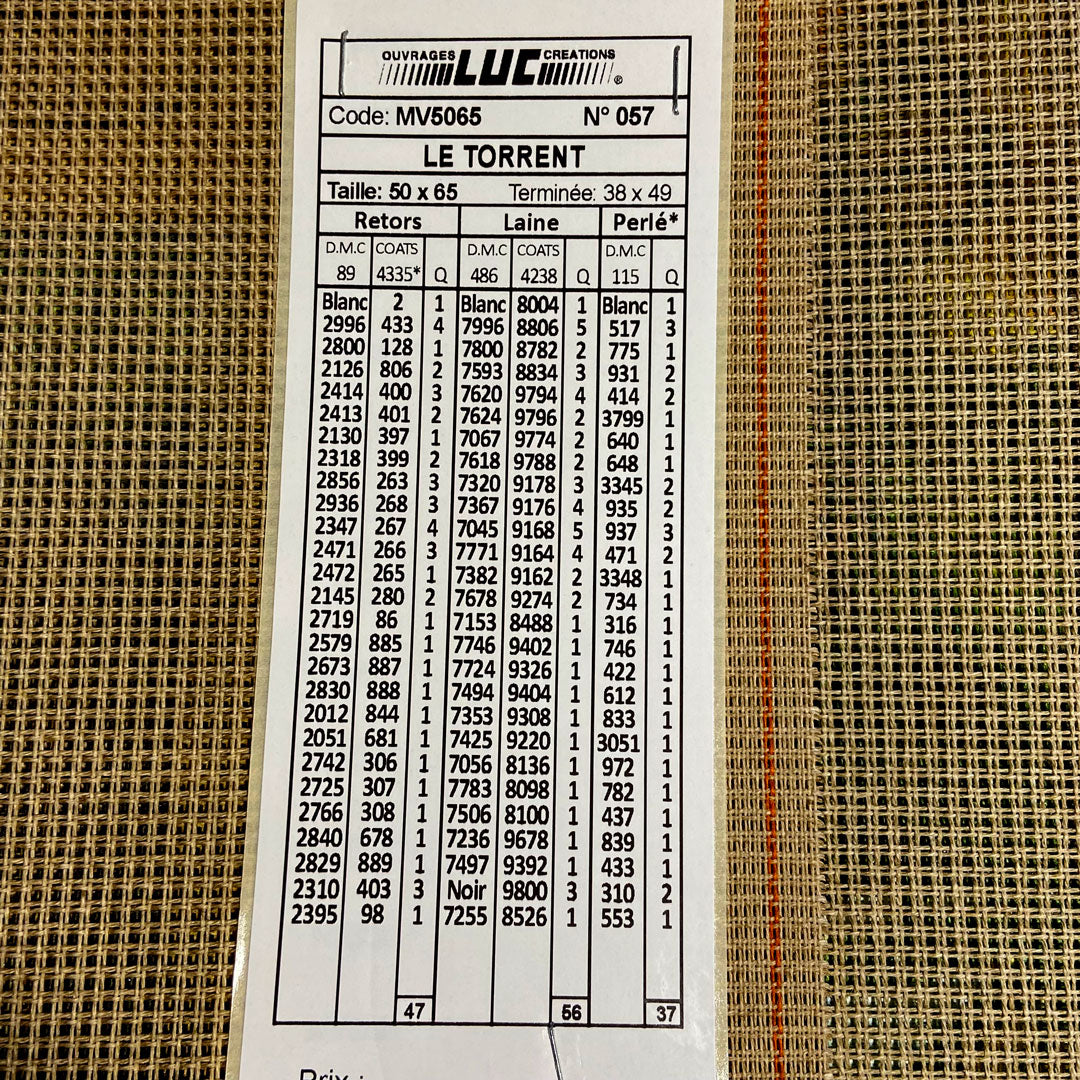 OUVRAGES LUC CREATIONS ®
Code: MV5065 N° 057
LE TORRENT
Taille: 50 x 65 Terminée: 38 x 49
Retors Laine Perlé*
D.M.C COATS D.M.C COATS D.M.C
89 4335* Q 486 4238 Q 115 Q
Blanc 2 1 Blanc 8004 1 Blanc 1
2996 433 4 7996 8806 5 517 3
2800 128 1 7800 8782 2 775 1
2126 806 2 7593 8834 3 931 2
2414 400 3 7620 9794 4 414 2
2413 401 2 7624 9796 2 3799 1
2130 397 1 7067 9774 2 640 1
2318 399 2 7618 9788 2 648 1
2856 263 3 7320 9178 3 3345 2
2936 268 3 7367 9176 4 935 2
2347 267 4 7045 9168 5 937 3
2471 266 3 7771 9164 4 471 2
2472 265 1 7382 9162 2 3348 1
2145 280 2 7678 9274 2 734 1
2719 86 1 7153 8488 1 316 1
2579 885 1 7746 9402 1 746 1
2673 887 1 7724 9326 1 422 1
2830 888 1 7494 9404 1 612 1
2012 844 1 7353 9308 1 833 1
2051 681 1 7425 9220 1 3051 1
2742 306 1 7056 8136 1 972 1
2725 307 1 7783 8098 1 782 1
2766 308 1 7506 8100 1 437 1
2840 678 1 7236 9678 1 839 1
2829 889 1 7497 9392 1 433 1
2310 403 3 Noir 9800 3 310 2
2395 98 1 7255 8526 1 553 1
47 56 37
Prix :